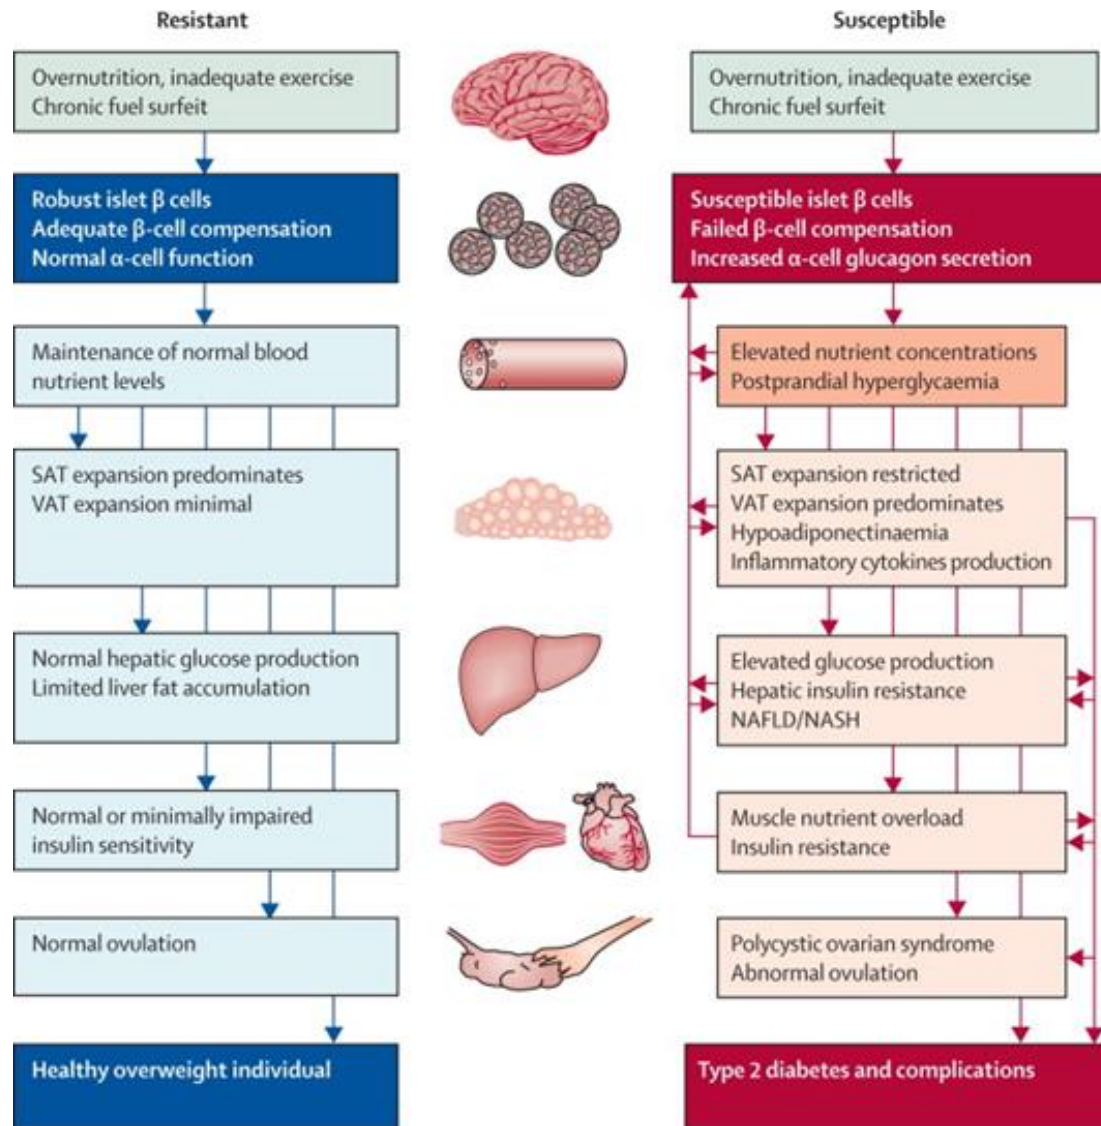 Resistant
Susceptible
Overnutrition, inadequate exercise
Chronic fuel surfeit
Overnutrition, inadequate exercise
Chronic fuel surfeit
Robust islet β cells
Adequate β-cell compensation
Normal α-cell function
Susceptible islet β cells
Failed β-cell compensation
Increased α-cell glucagon secretion
Maintenance of normal blood
nutrient levels
Elevated nutrient concentrations
Postprandial hyperglycaemia
SAT expansion predominates
VAT expansion minimal
SAT expansion restricted
VAT expansion predominates
Hypoadiponectinaemia
Inflammatory cytokines production
Normal hepatic glucose production
Limited liver fat accumulation
Elevated glucose production
Hepatic insulin resistance
NAFLD/NASH
Normal or minimally impaired
insulin sensitivity
Muscle nutrient overload
Insulin resistance
Normal ovulation
Polycystic ovarian syndrome
Abnormal ovulation
Healthy overweight individual
Type 2 diabetes and complications